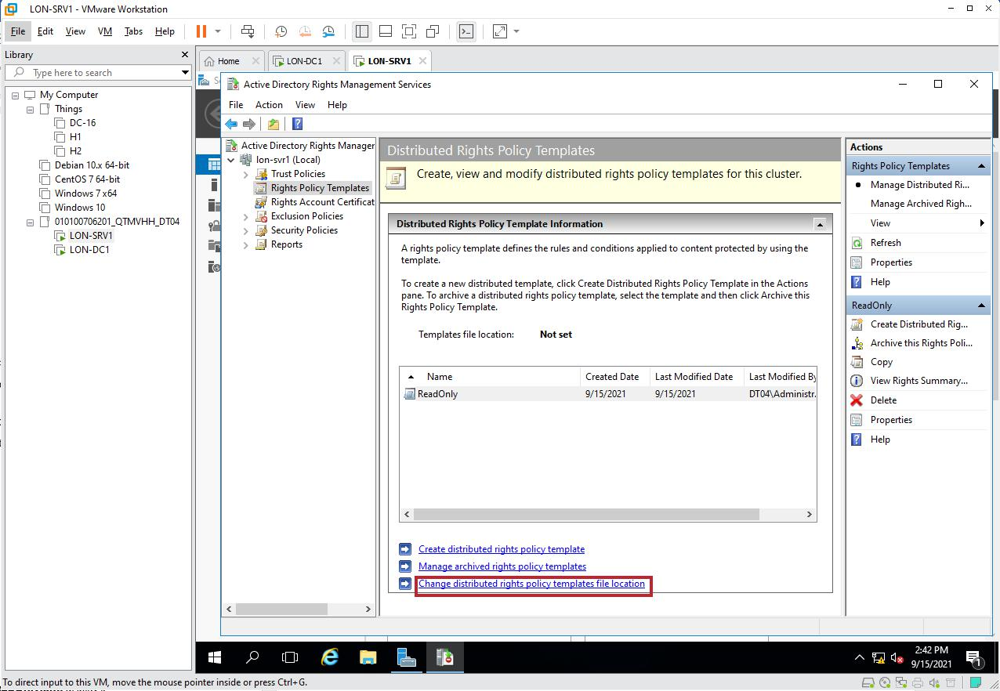 LON-SRV1 - VMware Workstation
File Edit View VM Tabs Help
Library
Type here to search
My Computer
Things
DC-16
H1
H2
Debian 10.x 64-bit
CentOS 7 64-bit
Windows 7 x64
Windows 10
010100706201_QTMVHH_DT04
LON-SRV1
LON-DC1
Home
LON-DC1
LON-SRV1
Active Directory Rights Management Services
File Action View Help
Active Directory Rights Manager
lon-svr1 (Local)
Trust Policies
Rights Policy Templates
Rights Account Certificat
Exclusion Policies
Security Policies
Reports
Distributed Rights Policy Templates
Create, view and modify distributed rights policy templates for this cluster.
Distributed Rights Policy Template Information
A rights policy template defines the rules and conditions applied to content protected by using the
template.
To create a new distributed template, click Create Distributed Rights Policy Template in the Actions
pane. To archive a distributed rights policy template, select the template and then click Archive this
Rights Policy Template.
Templates file location: Not set
Name Created Date Last Modified Date Last Modified By
ReadOnly 9/15/2021 9/15/2021 DT04\Administr.
Create distributed rights policy template
Manage archived rights policy templates
Change distributed rights policy templates file location
Actions
Rights Policy Templates
Manage Distributed Ri...
Manage Archived Righ...
View
Refresh
Properties
Help
ReadOnly
Create Distributed Rig...
Archive this Rights Poli...
Copy
View Rights Summary...
Delete
Properties
Help
2:42 PM
9/15/2021
1
To direct input to this VM, move the mouse pointer inside or press Ctrl+G.